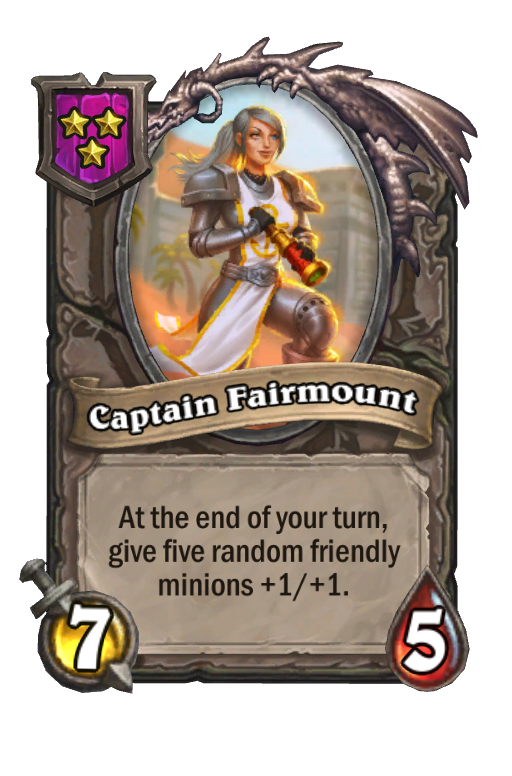 Captain Fairmount
At the end of your turn,
give five random friendly
minions +1/+1.
7
5